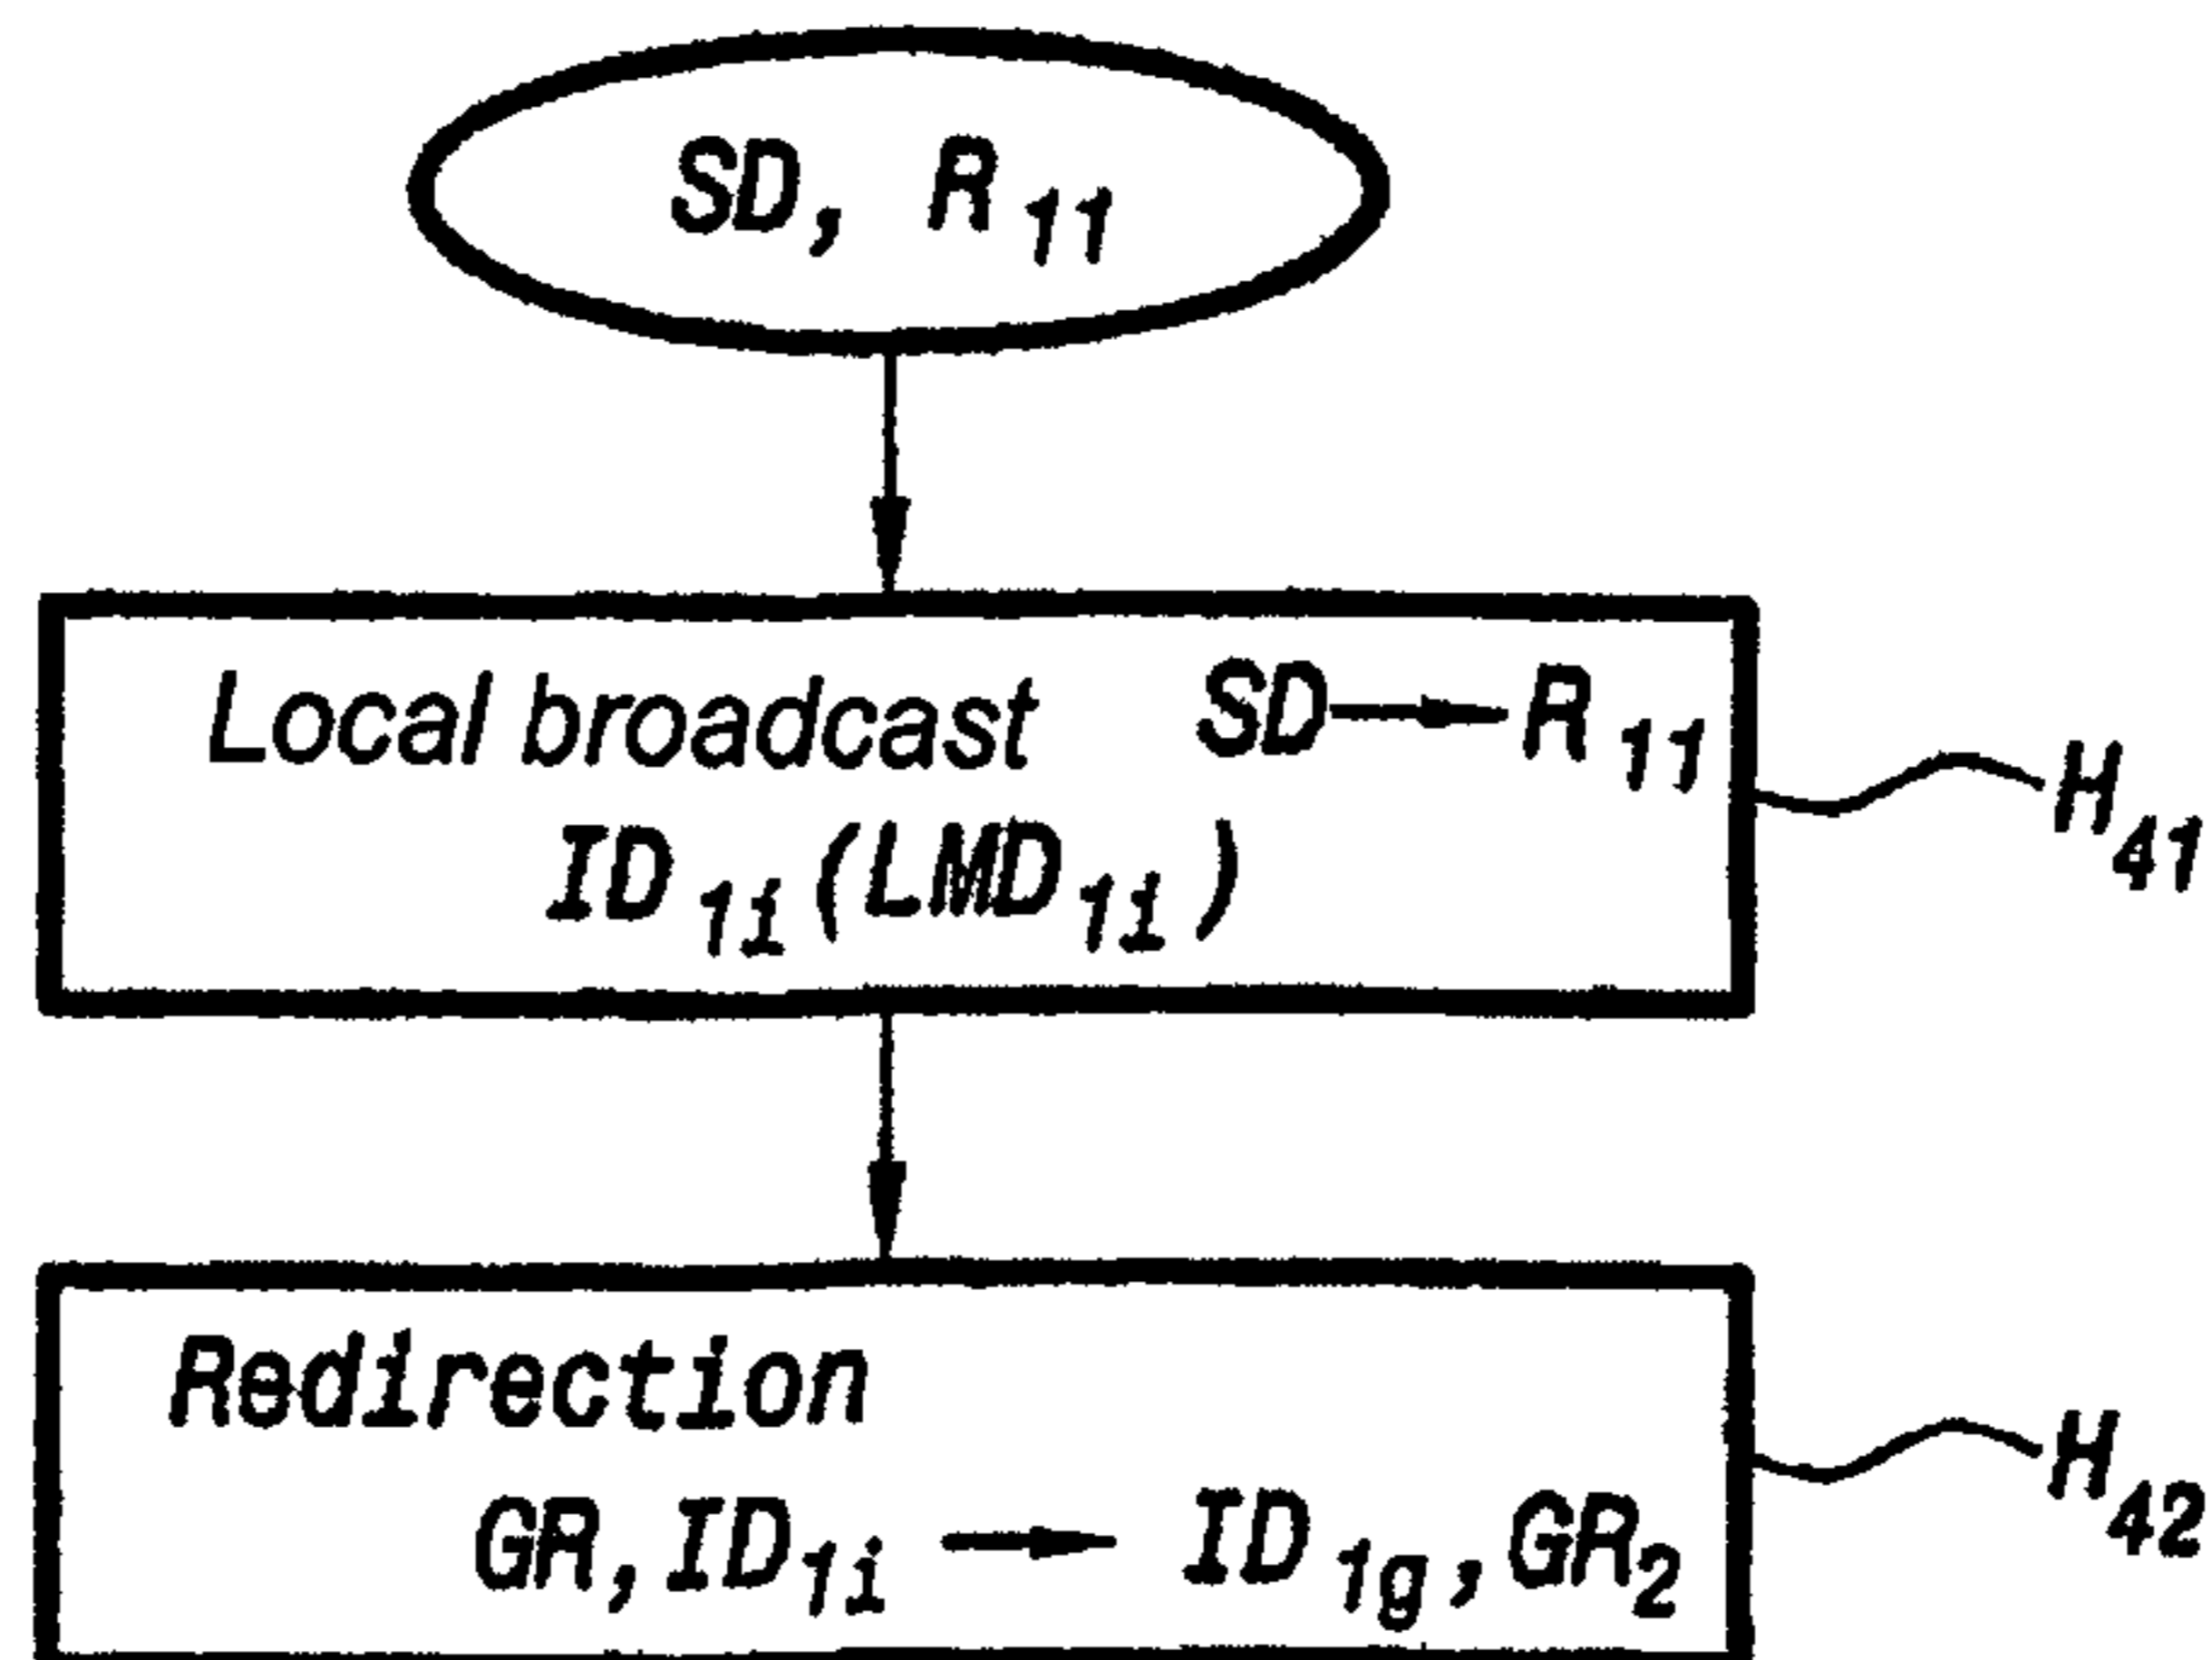 SD, R₁₁
Local broadcast SD → R₁₁
ID₁ᵢ (LMD₁ᵢ)
H₄₁
Redirection
GR, ID₁ᵢ → ID₁g, GR₂
H₄₂